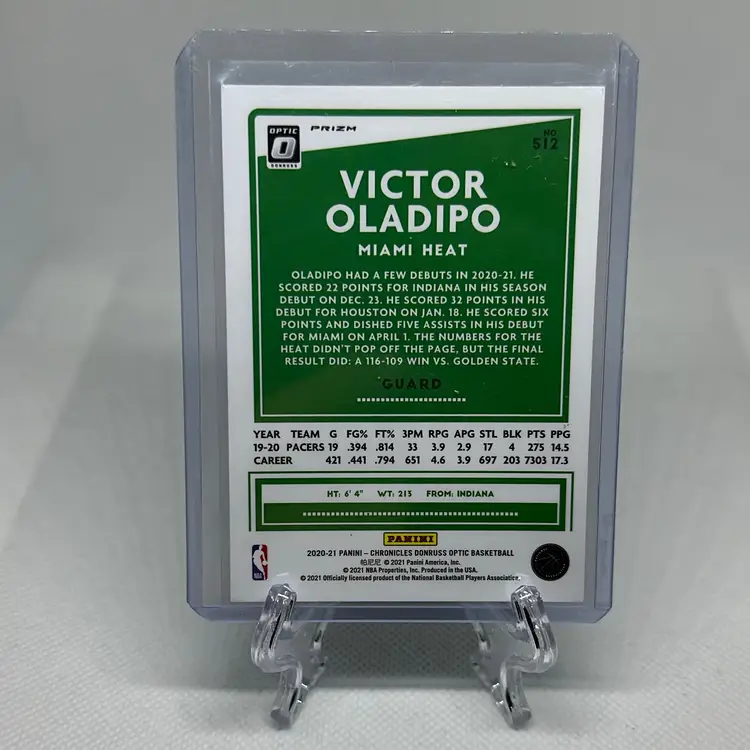 OPTIC
DONRUSS
PRIZM
NO.
512
VICTOR
OLADIPO
MIAMI HEAT
OLADIPO HAD A FEW DEBUTS IN 2020-21. HE
SCORED 22 POINTS FOR INDIANA IN HIS SEASON
DEBUT ON DEC. 23. HE SCORED 32 POINTS IN HIS
DEBUT FOR HOUSTON ON JAN. 18. HE SCORED SIX
POINTS AND DISHED FIVE ASSISTS IN HIS DEBUT
FOR MIAMI ON APRIL 1. THE NUMBERS FOR THE
HEAT DIDN'T POP OFF THE PAGE, BUT THE FINAL
RESULT DID: A 116-109 WIN VS. GOLDEN STATE.
GUARD
YEAR TEAM G FG% FT% 3PM RPG APG STL BLK PTS PPG
19-20 PACERS 19 .394 .814 33 3.9 2.9 17 4 275 14.5
CAREER 421 .441 .794 651 4.6 3.9 697 203 7303 17.3
HT: 6' 4" WT: 213 FROM: INDIANA
PANINI
2020-21 PANINI – CHRONICLES DONRUSS OPTIC BASKETBALL
帕尼尼 © 2021 Panini America, Inc.
© 2021 NBA Properties, Inc. Produced in the USA.
© 2021 Officially licensed product of the National Basketball Players Association
NBA